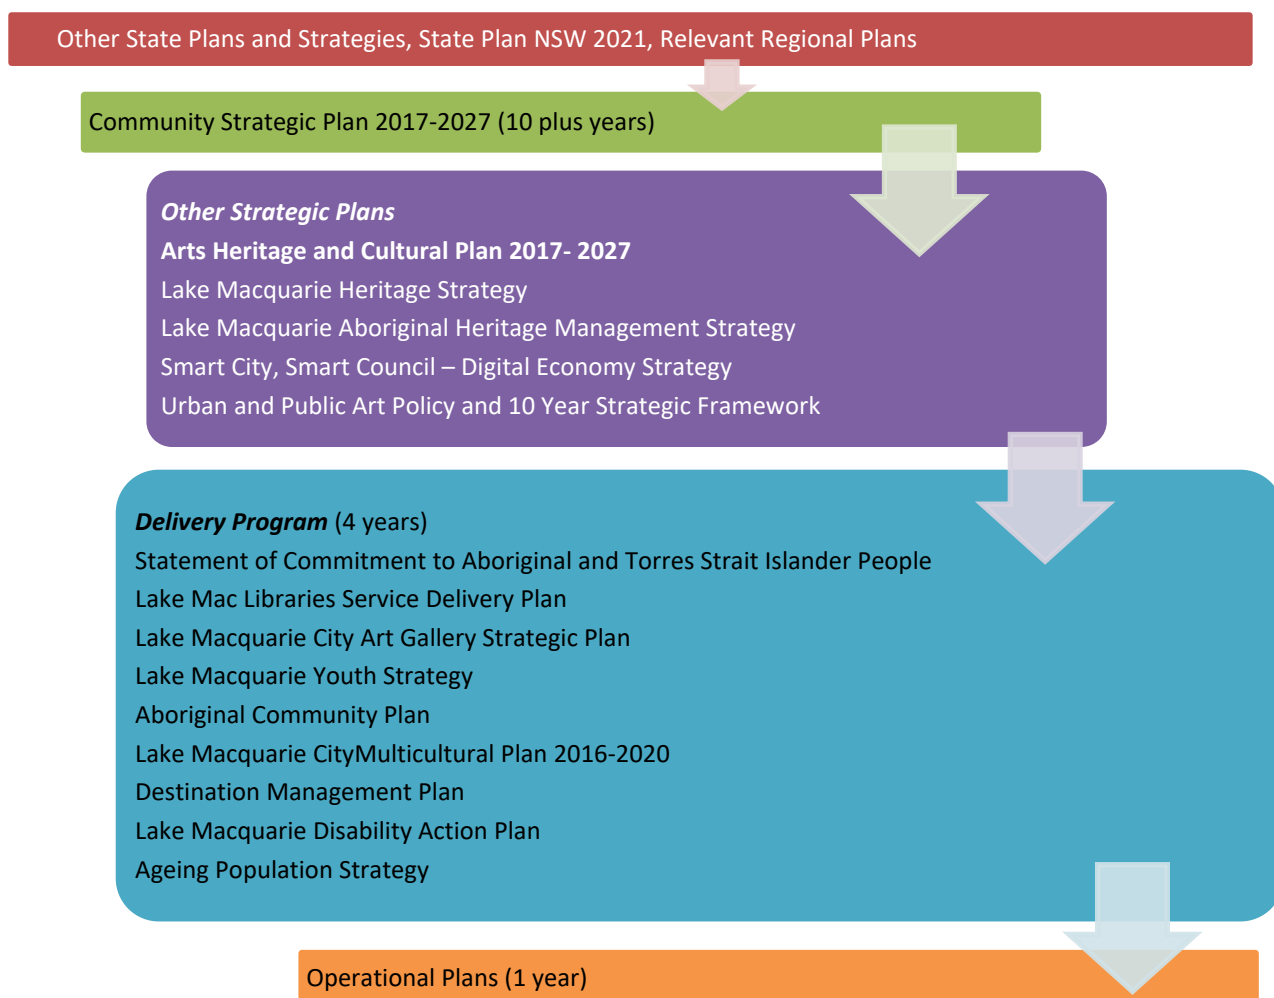 Other State Plans and Strategies, State Plan NSW 2021, Relevant Regional Plans
Community Strategic Plan 2017-2027 (10 plus years)
Other Strategic Plans
Arts Heritage and Cultural Plan 2017- 2027
Lake Macquarie Heritage Strategy
Lake Macquarie Aboriginal Heritage Management Strategy
Smart City, Smart Council – Digital Economy Strategy
Urban and Public Art Policy and 10 Year Strategic Framework
Delivery Program (4 years)
Statement of Commitment to Aboriginal and Torres Strait Islander People
Lake Mac Libraries Service Delivery Plan
Lake Macquarie City Art Gallery Strategic Plan
Lake Macquarie Youth Strategy
Aboriginal Community Plan
Lake Macquarie CityMulticultural Plan 2016-2020
Destination Management Plan
Lake Macquarie Disability Action Plan
Ageing Population Strategy
Operational Plans (1 year)